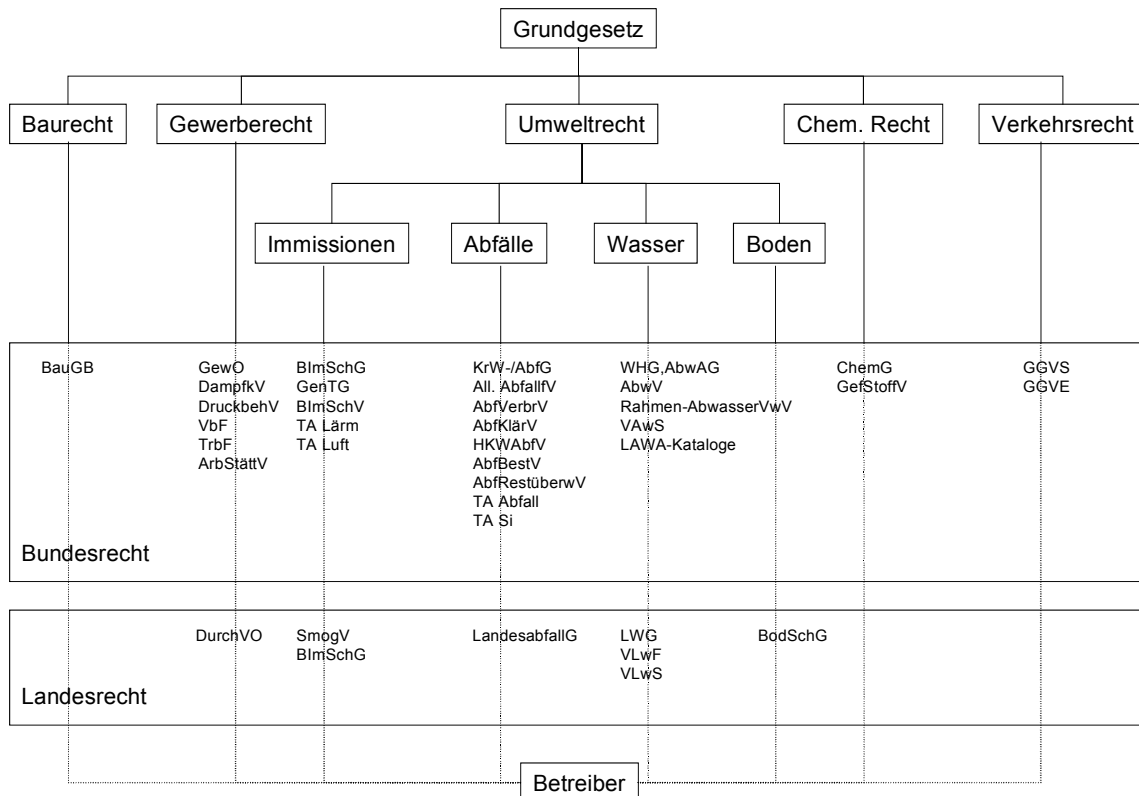 Grundgesetz
Baurecht
Gewerberecht
Umweltrecht
Chem. Recht
Verkehrsrecht
Immissionen
Abfälle
Wasser
Boden
BauGB
GewO
DampfkV
DruckbehV
VbF
TrbF
ArbStättV
BImSchG
GenTG
BImSchV
TA Lärm
TA Luft
KrW-/AbfG
All. AbfallfV
AbfVerbrV
AbfKlärV
HKWAbfV
AbfBestV
AbfRestüberwV
TA Abfall
TA Si
WHG,AbwAG
AbwV
Rahmen-AbwasserVwV
VAwS
LAWA-Kataloge
ChemG
GefStoffV
GGVS
GGVE
Bundesrecht
DurchVO
SmogV
BImSchG
LandesabfallG
LWG
VLwF
VLwS
BodSchG
Landesrecht
Betreiber